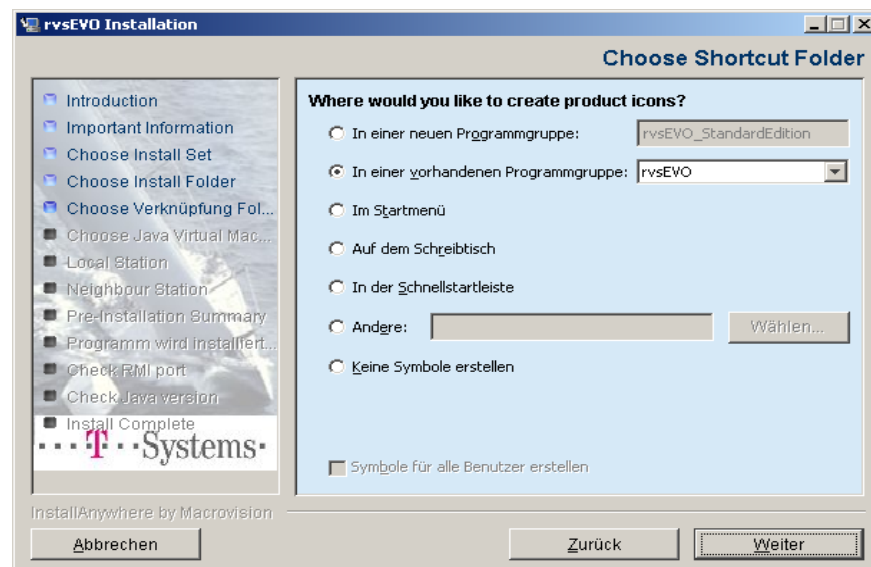 rvsEVO Installation
Choose Shortcut Folder
Introduction
Important Information
Choose Install Set
Choose Install Folder
Choose Verknüpfung Fol...
Choose Java Virtual Mac...
Local Station
Neighbour Station
Pre-Installation Summary
Programm wird installiert...
Check RMI port
Check Java version
Install Complete
····T··Systems·
Where would you like to create product icons?
In einer neuen Programmgruppe: rvsEVO_StandardEdition
In einer vorhandenen Programmgruppe: rvsEVO
Im Startmenü
Auf dem Schreibtisch
In der Schnellstartleiste
Andere: Wählen...
Keine Symbole erstellen
Symbole für alle Benutzer erstellen
InstallAnywhere by Macrovision
Abbrechen Zurück Weiter